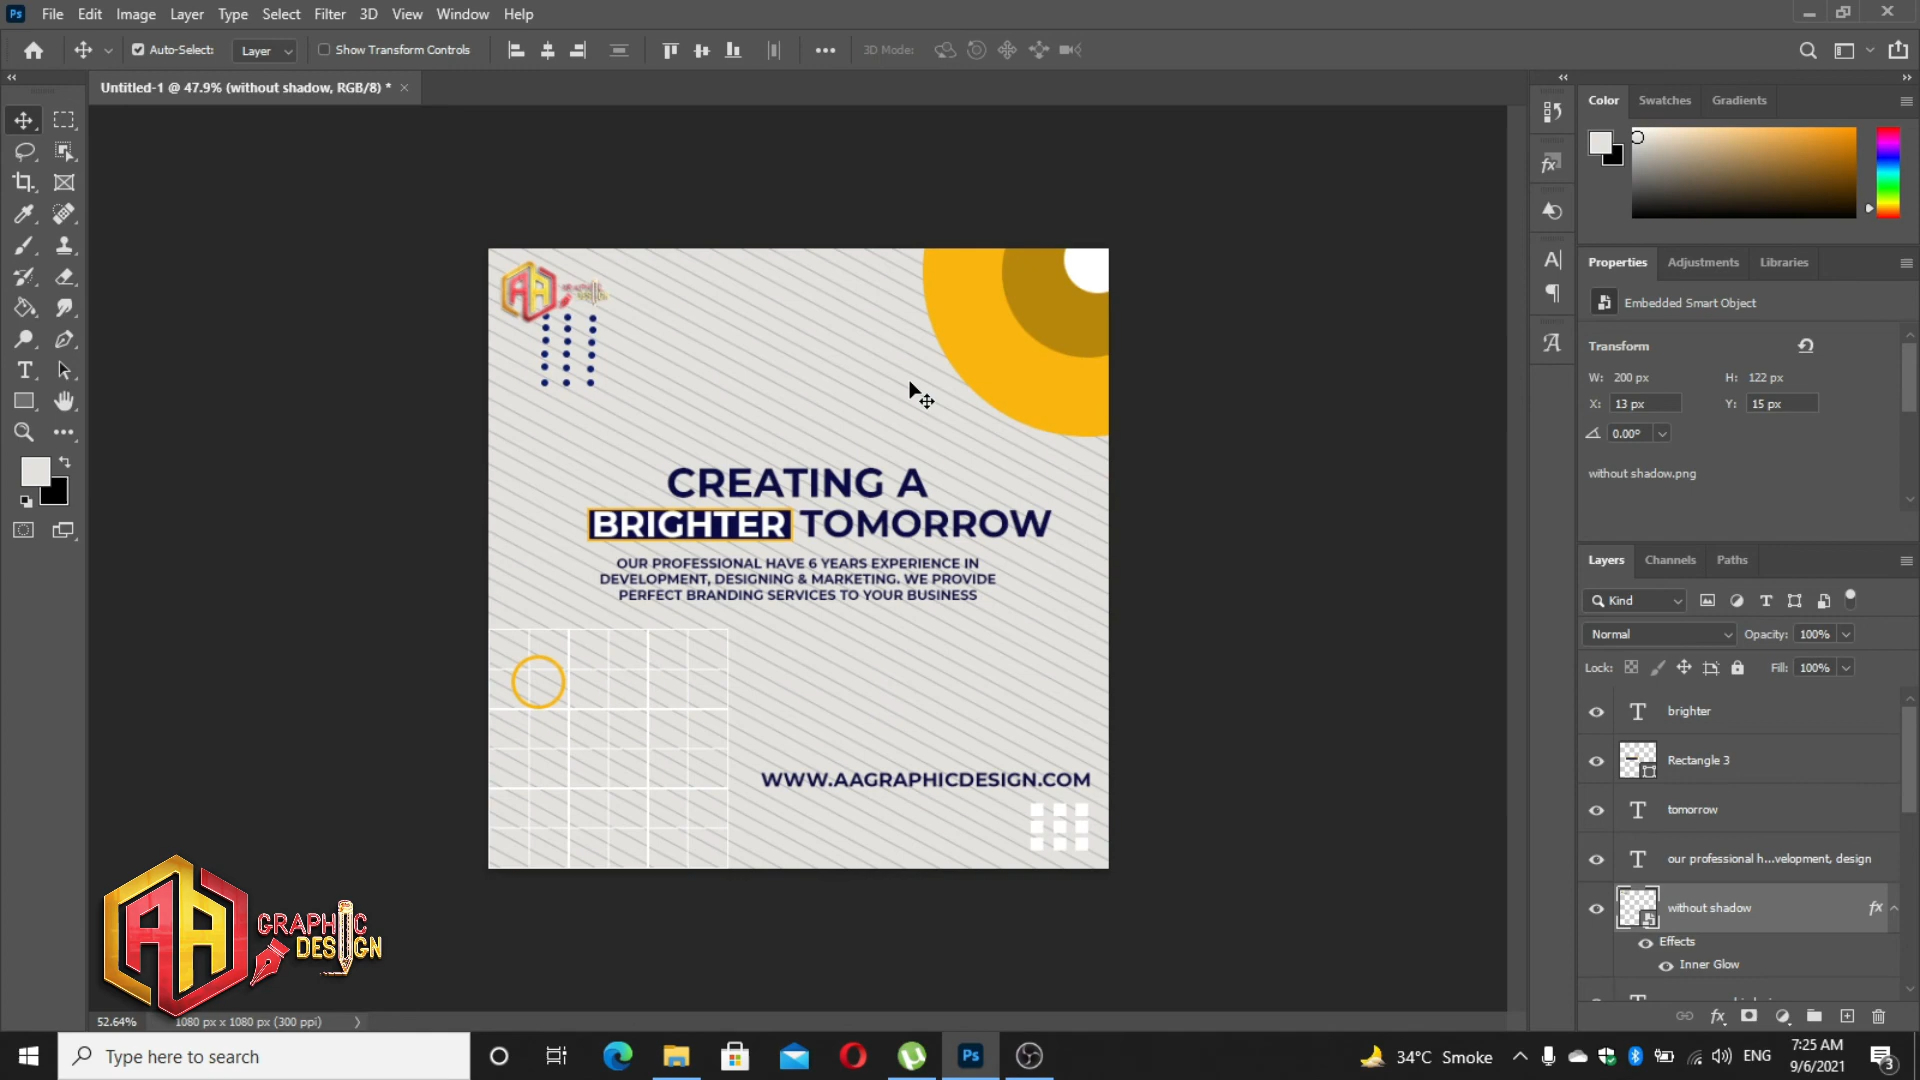 Ps File Edit Image Layer Type Select Filter 3D View Window Help
Auto-Select: Layer Show Transform Controls 3D Mode:
Untitled-1 @ 47.9% (without shadow, RGB/8) *
Color Swatches Gradients
Properties Adjustments Libraries
Embedded Smart Object
Transform
W: 200 px H: 122 px
X: 13 px Y: 15 px
0.00°
without shadow.png
AA
CREATING A
BRIGHTER TOMORROW
OUR PROFESSIONAL HAVE 6 YEARS EXPERIENCE IN
DEVELOPMENT, DESIGNING & MARKETING. WE PROVIDE
PERFECT BRANDING SERVICES TO YOUR BUSINESS
WWW.AAGRAPHICDESIGN.COM
Layers Channels Paths
Kind
Normal Opacity: 100%
Lock: Fill: 100%
brighter
Rectangle 3
tomorrow
our professional h...velopment, design
without shadow fx
Effects
Inner Glow
AA GRAPHIC
DESIGN
52.64% 1080 px x 1080 px (300 ppi)
Type here to search
Ps
34°C Smoke
ENG
7:25 AM
9/6/2021
3